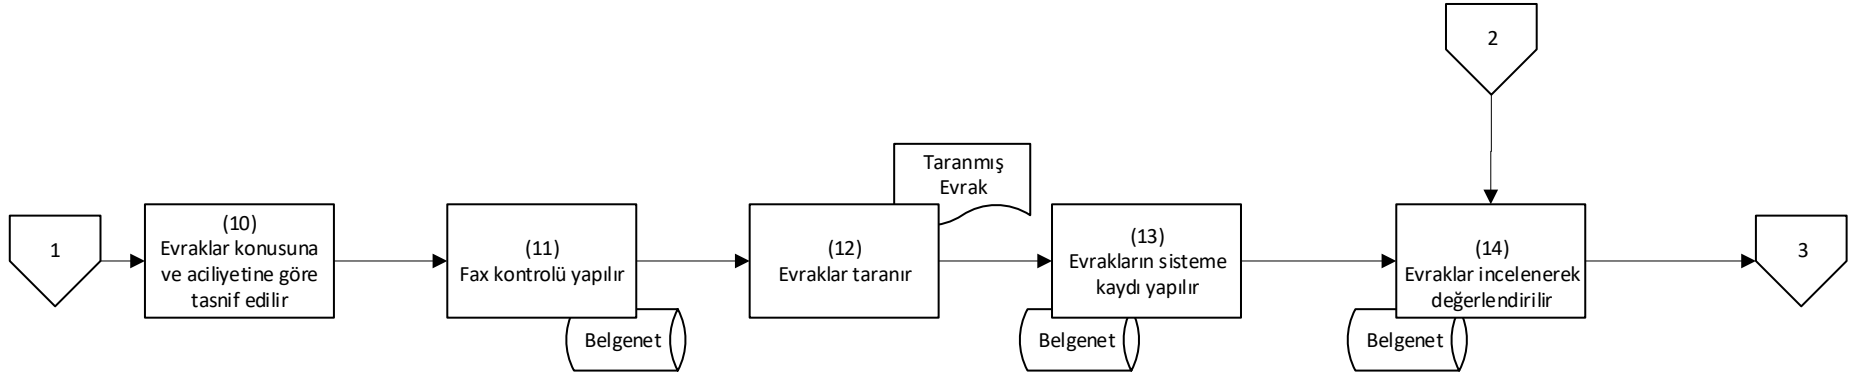 2
Taranmış
Evrak
1
(10)
Evraklar konusuna
ve aciliyetine göre
tasnif edilir
(11)
Fax kontrolü yapılır
Belgenet
(12)
Evraklar taranır
(13)
Evrakların sisteme
kaydı yapılır
Belgenet
(14)
Evraklar incelenerek
değerlendirilir
Belgenet
3